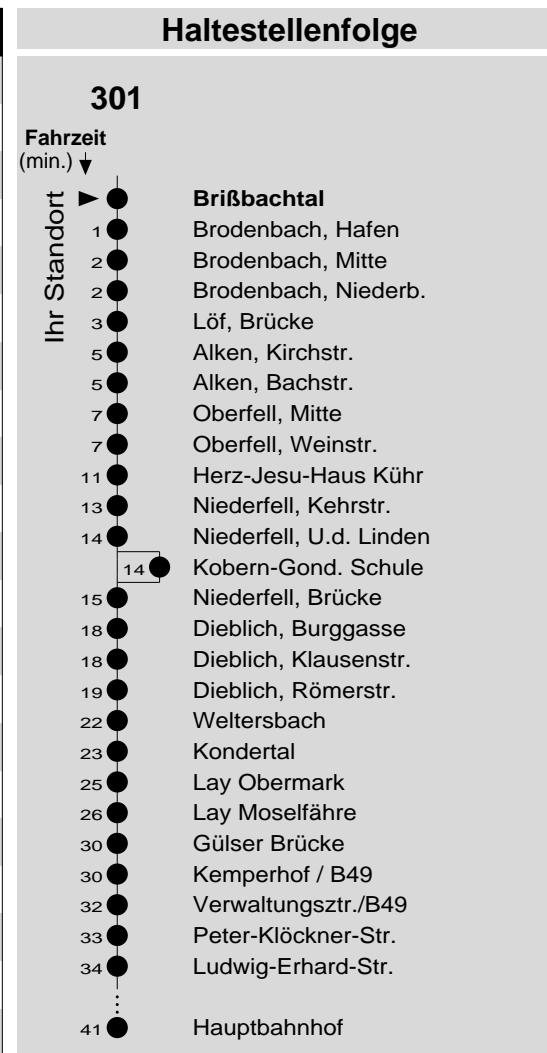 Haltestellenfolge
301
Fahrzeit
(min.)
Ihr Standort
Brißbachtal
1 Brodenbach, Hafen
2 Brodenbach, Mitte
2 Brodenbach, Niederb.
3 Löf, Brücke
5 Alken, Kirchstr.
5 Alken, Bachstr.
7 Oberfell, Mitte
7 Oberfell, Weinstr.
11 Herz-Jesu-Haus Kühr
13 Niederfell, Kehrstr.
14 Niederfell, U.d. Linden
14 Kobern-Gond. Schule
15 Niederfell, Brücke
18 Dieblich, Burggasse
18 Dieblich, Klausenstr.
19 Dieblich, Römerstr.
22 Weltersbach
23 Kondertal
25 Lay Obermark
26 Lay Moselfähre
30 Gülser Brücke
30 Kemperhof / B49
32 Verwaltungsztr./B49
33 Peter-Klöckner-Str.
34 Ludwig-Erhard-Str.
41 Hauptbahnhof